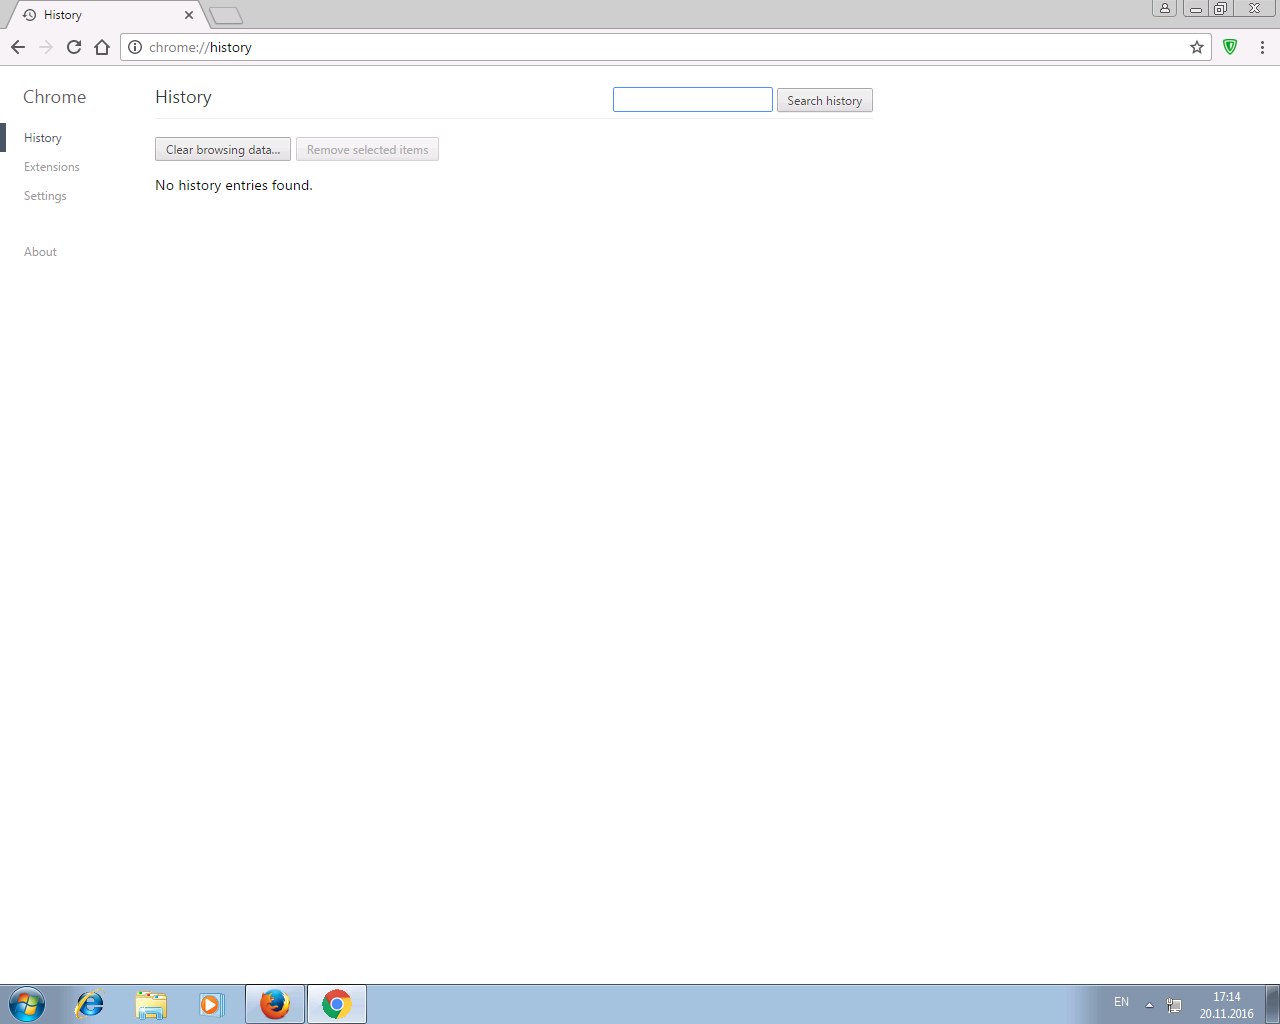 History
chrome://history
Chrome
History
Search history
History
Extensions
Settings
About
Clear browsing data...
Remove selected items
No history entries found.
EN
17:14
20.11.2016